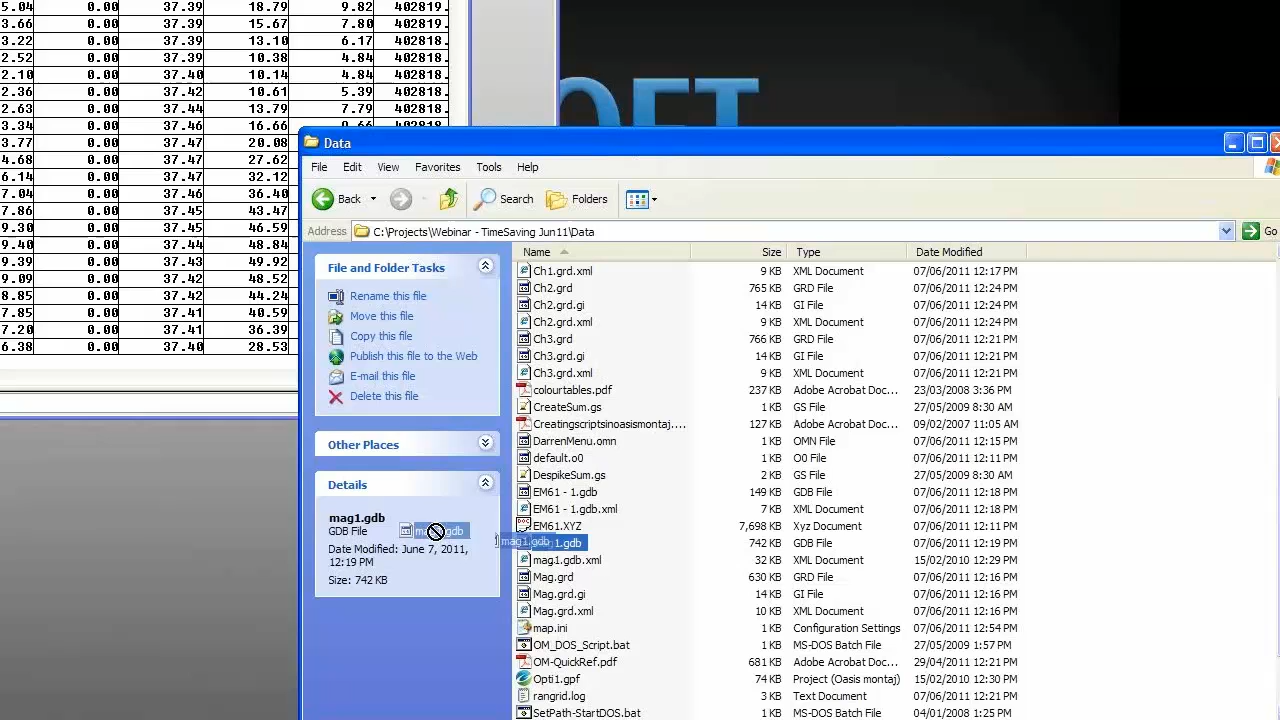 5.04 0.00 37.39 18.79 9.82 402819.
3.66 0.00 37.39 15.67 7.80 402819.
3.22 0.00 37.39 13.10 6.17 402818.
2.52 0.00 37.39 10.38 4.84 402818.
2.10 0.00 37.40 10.14 4.84 402818.
2.36 0.00 37.42 10.61 5.39 402818.
2.63 0.00 37.44 13.79 7.79 402818.
3.34 0.00 37.46 16.66 9.66 402818.
3.77 0.00 37.47 20.08
4.68 0.00 37.47 27.62
6.14 0.00 37.47 32.12
7.04 0.00 37.46 36.40
7.86 0.00 37.45 43.47
9.30 0.00 37.45 46.59
9.40 0.00 37.44 48.84
9.39 0.00 37.43 49.92
9.09 0.00 37.42 48.52
8.85 0.00 37.42 44.24
7.85 0.00 37.41 40.59
7.20 0.00 37.41 36.39
6.38 0.00 37.40 28.53
OFT
Data
File Edit View Favorites Tools Help
Back Search Folders
Address C:\Projects\Webinar - TimeSaving Jun11\Data Go
File and Folder Tasks
Rename this file
Move this file
Copy this file
Publish this file to the Web
E-mail this file
Delete this file
Other Places
Details
mag1.gdb
GDB File
Date Modified: June 7, 2011,
12:19 PM
Size: 742 KB
Name Size Type Date Modified
Ch1.grd.xml 9 KB XML Document 07/06/2011 12:17 PM
Ch2.grd 765 KB GRD File 07/06/2011 12:24 PM
Ch2.grd.gi 14 KB GI File 07/06/2011 12:24 PM
Ch2.grd.xml 9 KB XML Document 07/06/2011 12:24 PM
Ch3.grd 766 KB GRD File 07/06/2011 12:21 PM
Ch3.grd.gi 14 KB GI File 07/06/2011 12:21 PM
Ch3.grd.xml 9 KB XML Document 07/06/2011 12:21 PM
colourtables.pdf 237 KB Adobe Acrobat Doc... 23/03/2008 3:36 PM
CreateSum.gs 1 KB GS File 27/05/2009 8:30 AM
Creatingscriptsinoasismontaj.... 127 KB Adobe Acrobat Doc... 09/02/2007 11:05 AM
DarrenMenu.omn 1 KB OMN File 07/06/2011 12:15 PM
default.o0 1 KB O0 File 07/06/2011 12:11 PM
DespikeSum.gs 2 KB GS File 27/05/2009 8:30 AM
EM61 - 1.gdb 149 KB GDB File 07/06/2011 12:18 PM
EM61 - 1.gdb.xml 7 KB XML Document 07/06/2011 12:18 PM
EM61.XYZ 7,698 KB Xyz Document 07/06/2011 12:18 PM
mag1.gdb 742 KB GDB File 07/06/2011 12:19 PM
mag1.gdb.xml 32 KB XML Document 15/02/2010 12:29 PM
Mag.grd 630 KB GRD File 07/06/2011 12:16 PM
Mag.grd.gi 14 KB GI File 07/06/2011 12:16 PM
Mag.grd.xml 10 KB XML Document 07/06/2011 12:16 PM
map.ini 1 KB Configuration Settings 07/06/2011 12:54 PM
OM_DOS_Script.bat 1 KB MS-DOS Batch File 27/05/2009 1:57 PM
OM-QuickRef.pdf 681 KB Adobe Acrobat Doc... 29/04/2011 12:21 PM
Opti1.gpf 74 KB Project (Oasis montaj) 15/02/2010 12:30 PM
rangrid.log 3 KB Text Document 07/06/2011 12:21 PM
SetPath-StartDOS.bat 1 KB MS-DOS Batch File 04/01/2008 1:25 PM